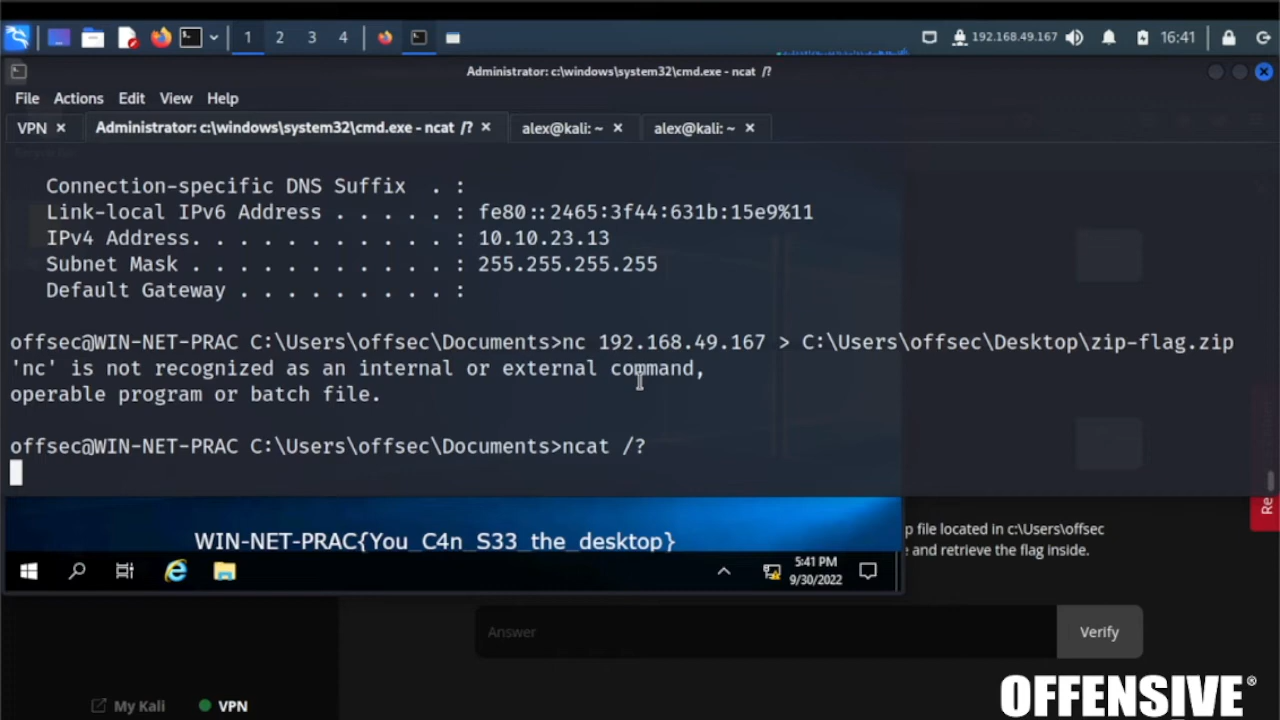 1 2 3 4 192.168.49.167 16:41
Administrator: c:\windows\system32\cmd.exe - ncat /?
File Actions Edit View Help
VPN Administrator: c:\windows\system32\cmd.exe - ncat /? alex@kali: ~ alex@kali: ~
Connection-specific DNS Suffix . :
Link-local IPv6 Address . . . . . : fe80::2465:3f44:631b:15e9%11
IPv4 Address. . . . . . . . . . . : 10.10.23.13
Subnet Mask . . . . . . . . . . . : 255.255.255.255
Default Gateway . . . . . . . . . :
offsec@WIN-NET-PRAC C:\Users\offsec\Documents>nc 192.168.49.167 > C:\Users\offsec\Desktop\zip-flag.zip
'nc' is not recognized as an internal or external command,
operable program or batch file.
offsec@WIN-NET-PRAC C:\Users\offsec\Documents>ncat /?
p file located in c:\Users\offsec
WIN-NET-PRAC{You_C4n_S33_the_desktop}
and retrieve the flag inside.
5:41 PM
9/30/2022
Answer Verify
My Kali VPN
OFFENSIVE®